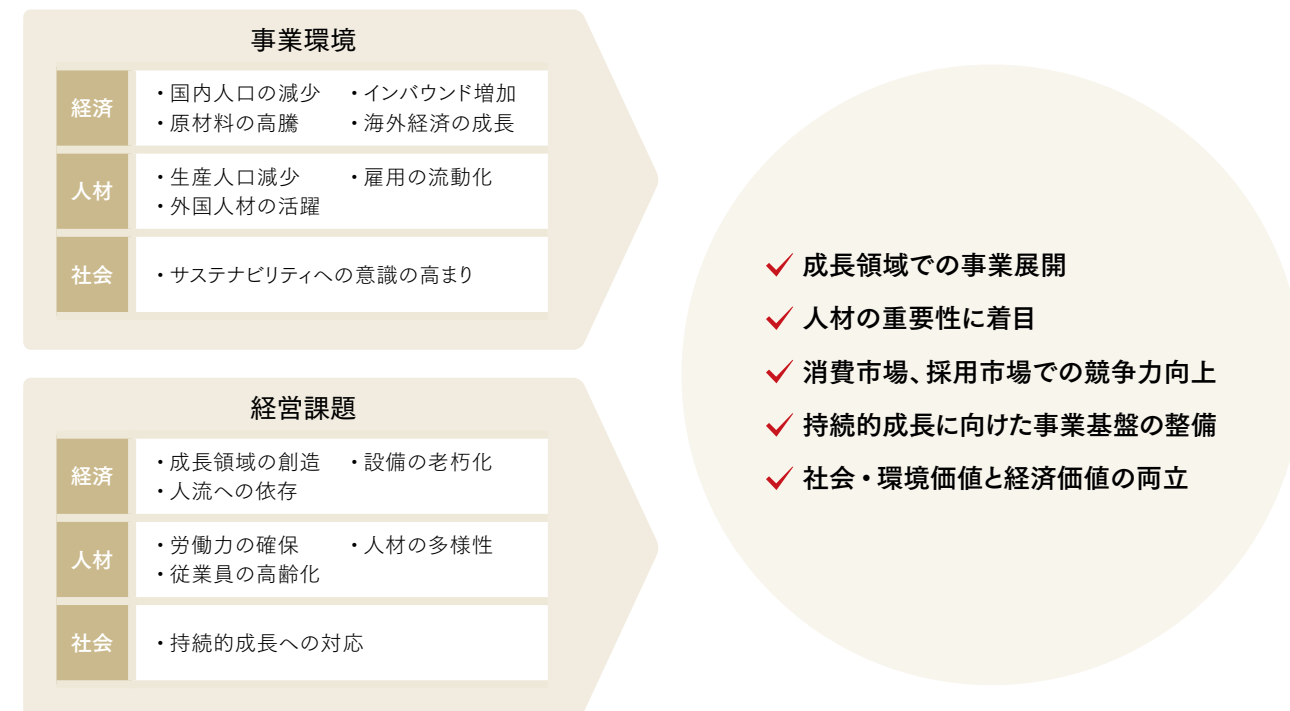 事業環境
経済
・国内人口の減少 ・インバウンド増加
・原材料の高騰 ・海外経済の成長
人材
・生産人口減少 ・雇用の流動化
・外国人材の活躍
社会
・サステナビリティへの意識の高まり
経営課題
経済
・成長領域の創造 ・設備の老朽化
・人流への依存
人材
・労働力の確保 ・人材の多様性
・従業員の高齢化
社会
・持続的成長への対応
成長領域での事業展開
人材の重要性に着目
消費市場、採用市場での競争力向上
持続的成長に向けた事業基盤の整備
社会・環境価値と経済価値の両立